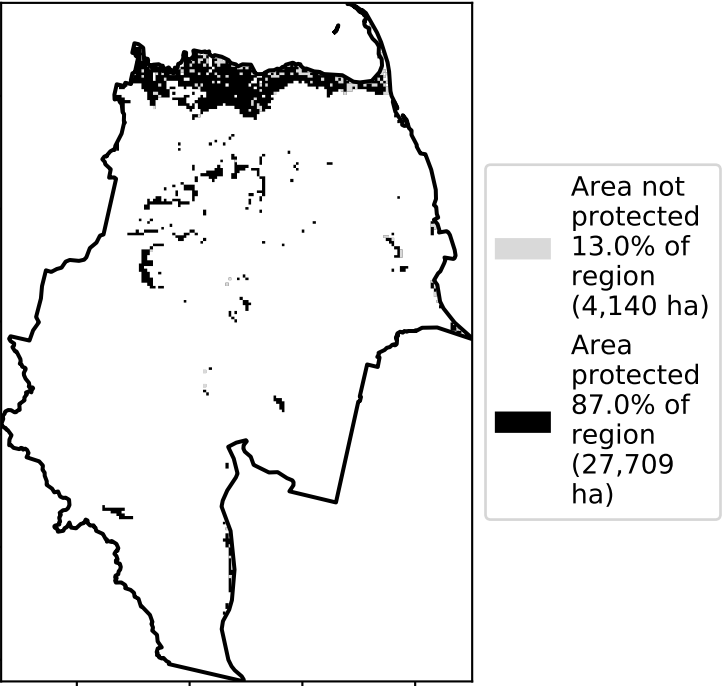 Area not
protected
13.0% of
region
(4,140 ha)
Area
protected
87.0% of
region
(27,709
ha)